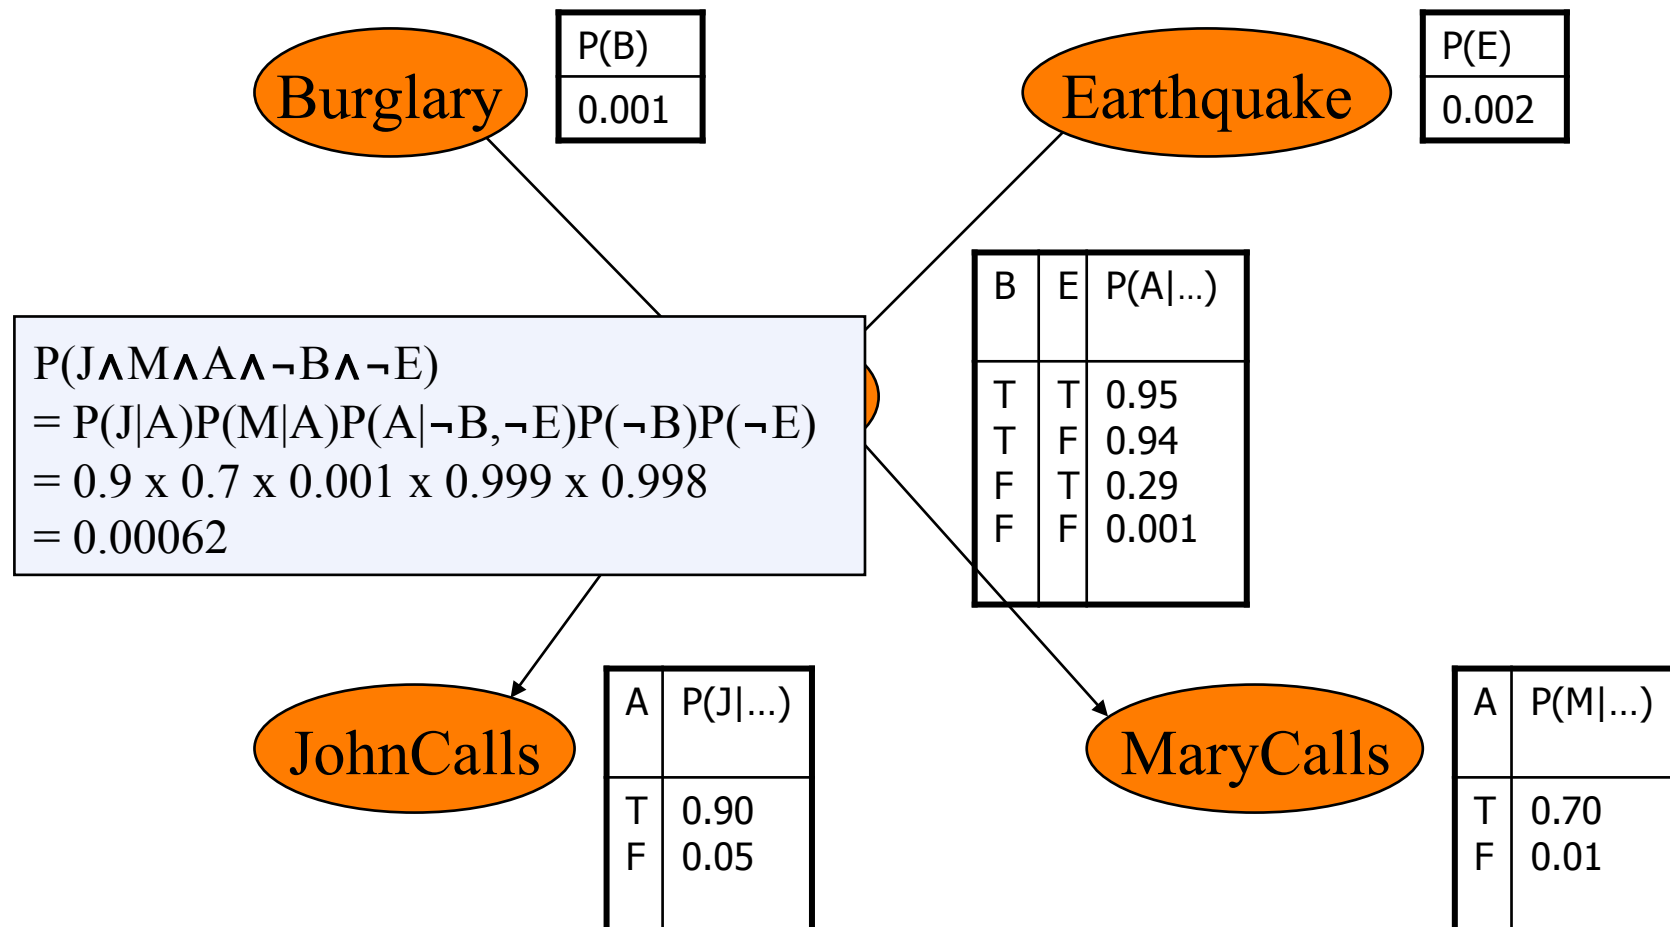 Burglary
P(B)
0.001
Earthquake
P(E)
0.002
P(J∧M∧A∧¬B∧¬E)
= P(J|A)P(M|A)P(A|¬B,¬E)P(¬B)P(¬E)
= 0.9 x 0.7 x 0.001 x 0.999 x 0.998
= 0.00062
B E P(A|...)
T T 0.95
T F 0.94
F T 0.29
F F 0.001
JohnCalls
A P(J|...)
T 0.90
F 0.05
MaryCalls
A P(M|...)
T 0.70
F 0.01